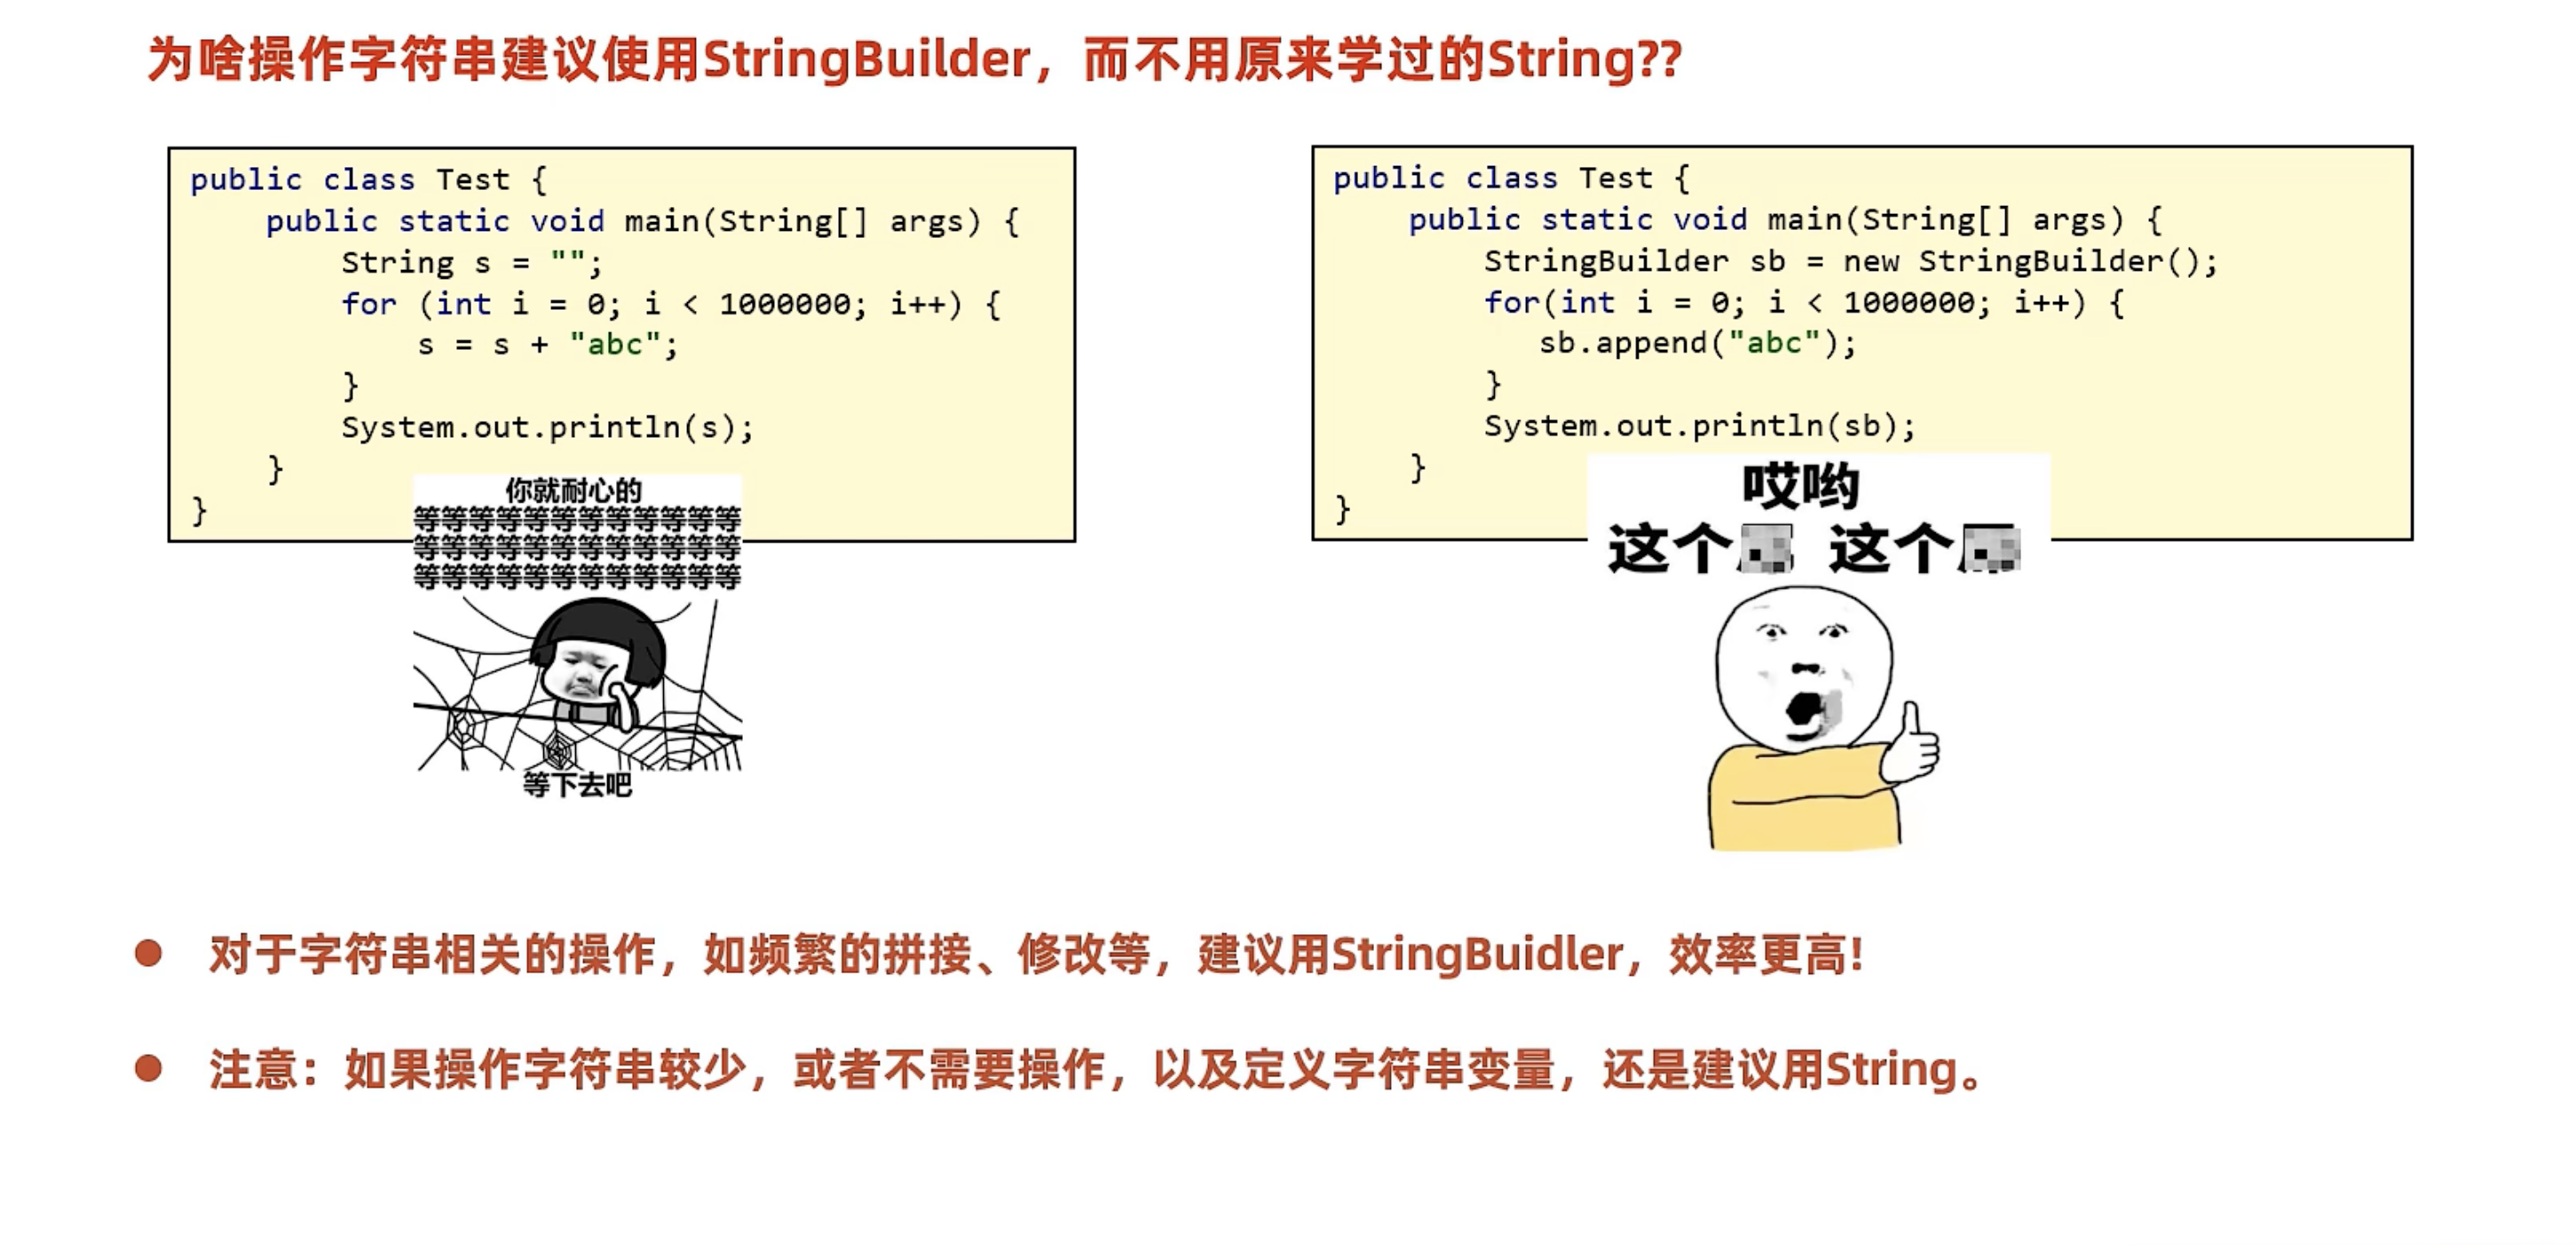 为啥操作字符串建议使用StringBuilder，而不用原来学过的String??
public class Test {
public static void main(String[] args) {
String s = "";
for (int i = 0; i < 1000000; i++) {
s = s + "abc";
}
System.out.println(s);
}
}
你就耐心的
等等等等等等等等等等等等
等等等等等等等等等等等等
等等等等等等等等等等等等
等下去吧
public class Test {
public static void main(String[] args) {
StringBuilder sb = new StringBuilder();
for(int i = 0; i < 1000000; i++) {
sb.append("abc");
}
System.out.println(sb);
}
}
哎哟
这个 这个
对于字符串相关的操作，如频繁的拼接、修改等，建议用StringBuidler，效率更高!
注意：如果操作字符串较少，或者不需要操作，以及定义字符串变量，还是建议用String。